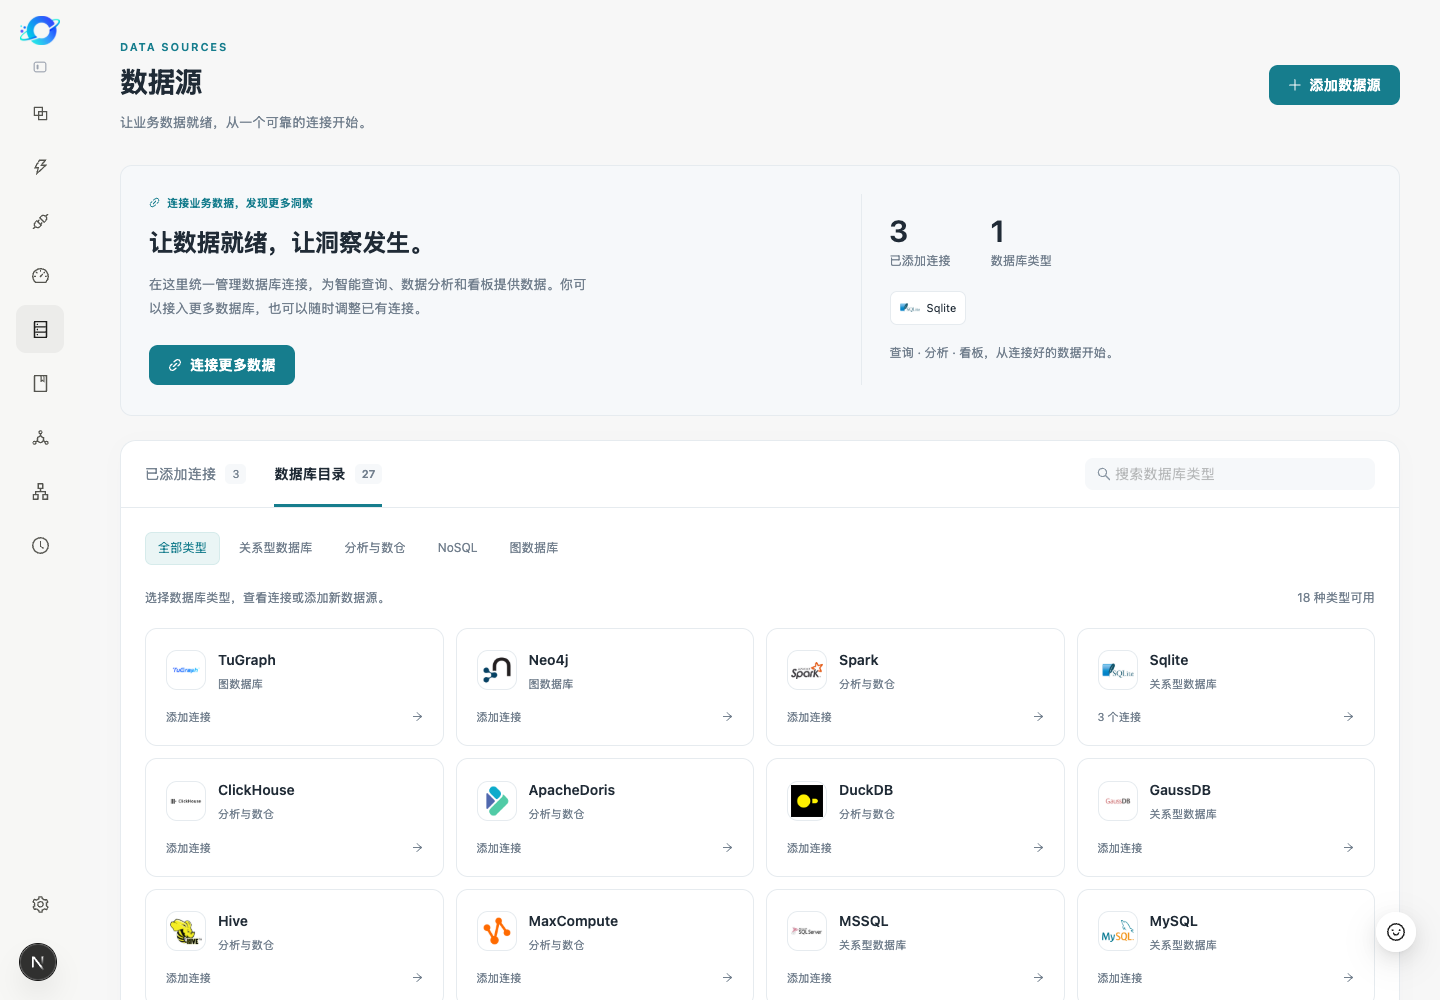 DATA SOURCES
数据源
让业务数据就绪，从一个可靠的连接开始。
添加数据源
连接业务数据，发现更多洞察
让数据就绪，让洞察发生。
在这里统一管理数据库连接，为智能查询、数据分析和看板提供数据。你可
以接入更多数据库，也可以随时调整已有连接。
连接更多数据
3 1
已添加连接 数据库类型
SQLite Sqlite
查询 · 分析 · 看板，从连接好的数据开始。
已添加连接 3 数据库目录 27
搜索数据库类型
全部类型 关系型数据库 分析与数仓 NoSQL 图数据库
选择数据库类型，查看连接或添加新数据源。 18 种类型可用
TuGraph TuGraph
图数据库
添加连接
Neo4j
图数据库
添加连接
Spark Spark
分析与数仓
添加连接
SQLite Sqlite
关系型数据库
3 个连接
ClickHouse ClickHouse
分析与数仓
添加连接
ApacheDoris
分析与数仓
添加连接
DuckDB
分析与数仓
添加连接
GaussDB GaussDB
关系型数据库
添加连接
HIVE Hive
分析与数仓
添加连接
MaxCompute
分析与数仓
添加连接
SQL Server MSSQL
关系型数据库
添加连接
MySQL MySQL
关系型数据库
添加连接
N